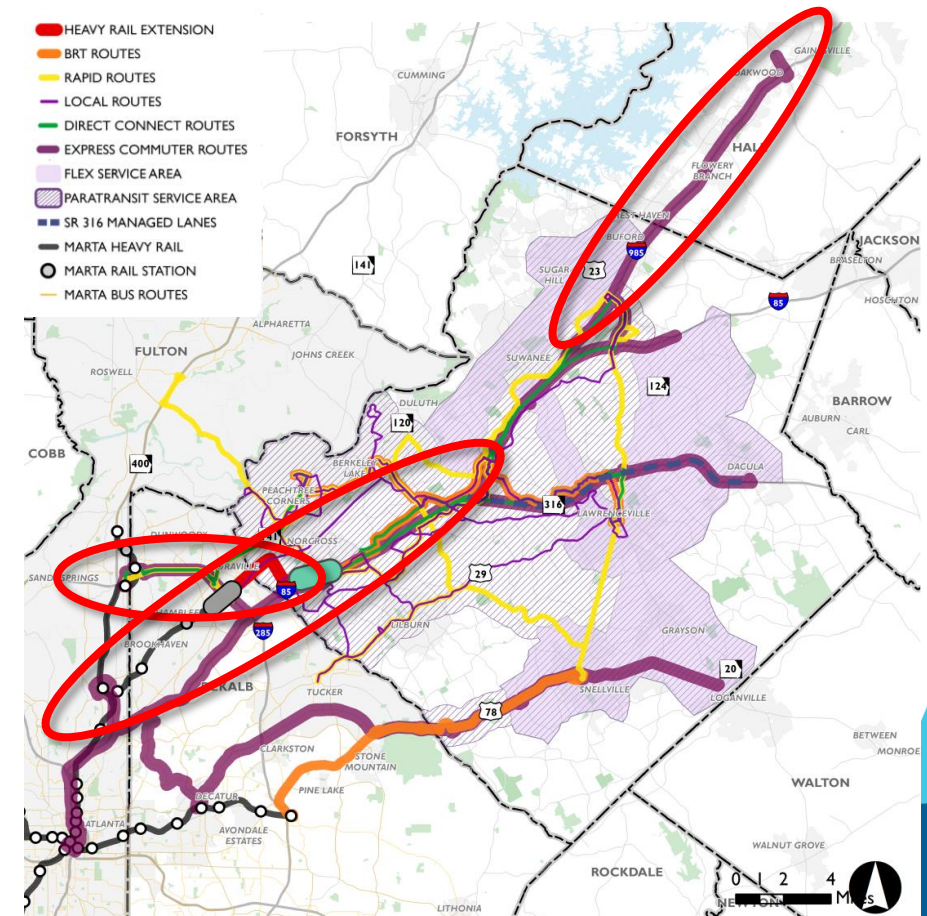 HEAVY RAIL EXTENSION
BRT ROUTES
RAPID ROUTES
LOCAL ROUTES
DIRECT CONNECT ROUTES
EXPRESS COMMUTER ROUTES
FLEX SERVICE AREA
PARATRANSIT SERVICE AREA
SR 316 MANAGED LANES
MARTA HEAVY RAIL
MARTA RAIL STATION
MARTA BUS ROUTES
GAINESVILLE
OAKWOOD
CUMMING
FORSYTH
HALL
FLOWERY
BRANCH
REST HAVEN
BUFORD
985
JACKSON
BRASELTON
141
SUGAR
HILL
23
85
HOSCHTON
ALPHARETTA
FULTON
JOHNS CREEK
ROSWELL
SUWANEE
124
DULUTH
120
BARROW
AUBURN
CARL
COBB
400
BERKELEY
LAKE
DACULA
PEACHTREE
CORNERS
316
LAWRENCEVILLE
DUNWOODY
141
NORCROSS
SANDY SPRINGS
DORAVILLE
85
29
CHAMBLEE
285
LILBURN
GRAYSON
BROOKHAVEN
20
DEKALB
TUCKER
SNELLVILLE
LOGANVILLE
78
BETWEEN
MONROE
CLARKSTON
STONE
MOUNTAIN
PINE LAKE
WALTON
DECATUR
ATLANTA
AVONDALE
ESTATES
WALNUT GROVE
ROCKDALE
0 1 2 4
Miles
NEWTON
LITHONIA